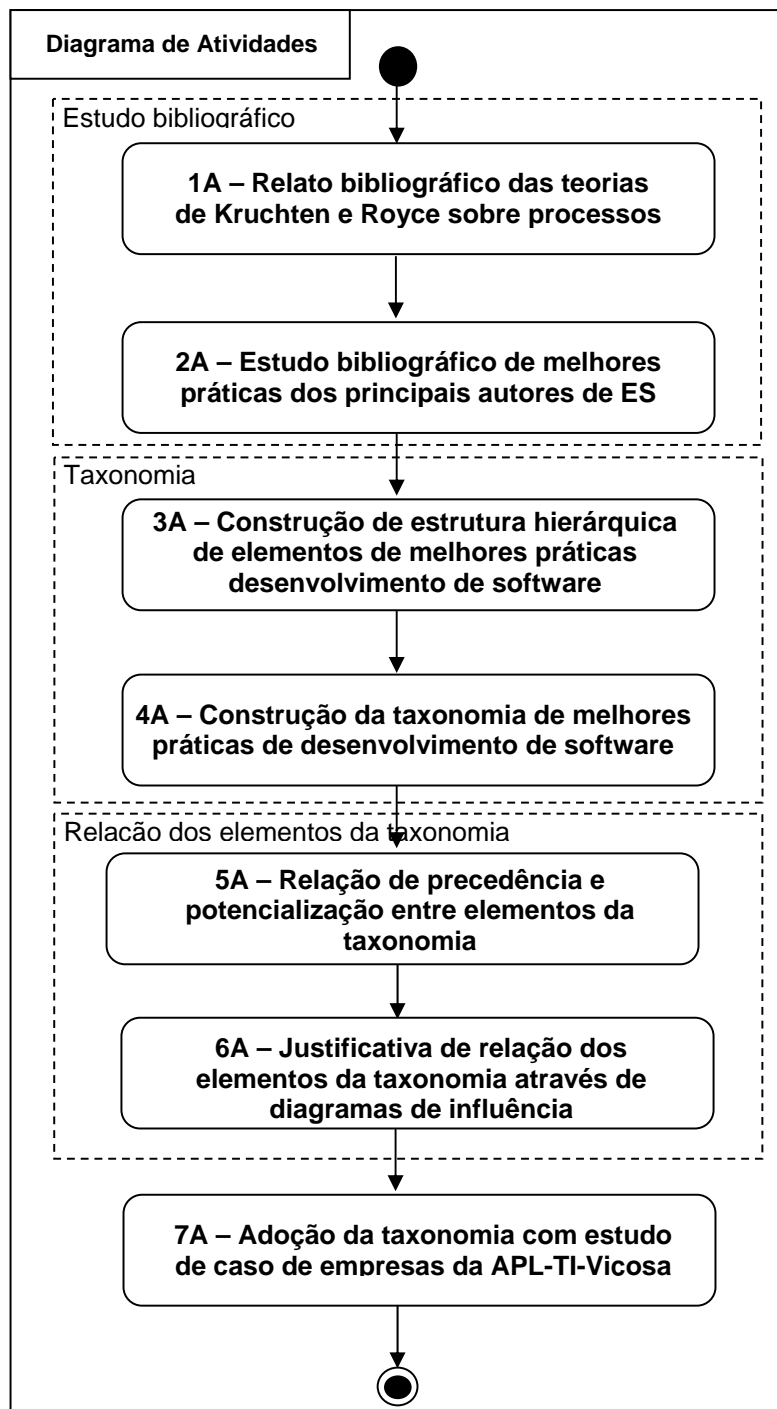 Diagrama de Atividades
Estudo bibliográfico
1A – Relato bibliográfico das teorias
de Kruchten e Royce sobre processos
2A – Estudo bibliográfico de melhores
práticas dos principais autores de ES
Taxonomia
3A – Construção de estrutura hierárquica
de elementos de melhores práticas
desenvolvimento de software
4A – Construção da taxonomia de melhores
práticas de desenvolvimento de software
Relacão dos elementos da taxonomia
5A – Relação de precedência e
potencialização entre elementos da
taxonomia
6A – Justificativa de relação dos
elementos da taxonomia através de
diagramas de influência
7A – Adoção da taxonomia com estudo
de caso de empresas da APL-TI-Vicosa